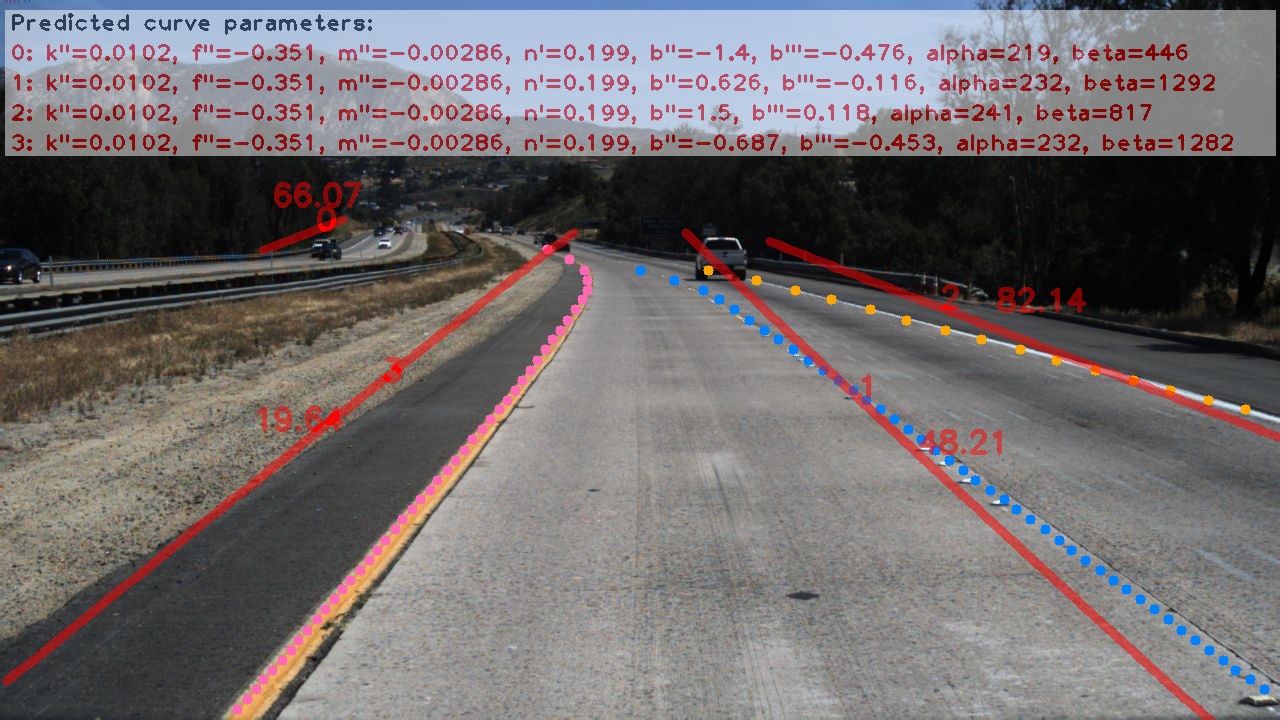 Predicted curve parameters:
0: k''=0.0102, f''=−0.351, m''=−0.00286, n'=0.199, b''=−1.4, b'''=−0.476, alpha=219, beta=446
1: k''=0.0102, f''=−0.351, m''=−0.00286, n'=0.199, b''=0.626, b'''=−0.116, alpha=232, beta=1292
2: k''=0.0102, f''=−0.351, m''=−0.00286, n'=0.199, b''=1.5, b'''=0.118, alpha=241, beta=817
3: k''=0.0102, f''=−0.351, m''=−0.00286, n'=0.199, b''=−0.687, b'''=−0.453, alpha=232, beta=1282
66.07
0
2 82.14
3
1
19.64
48.21